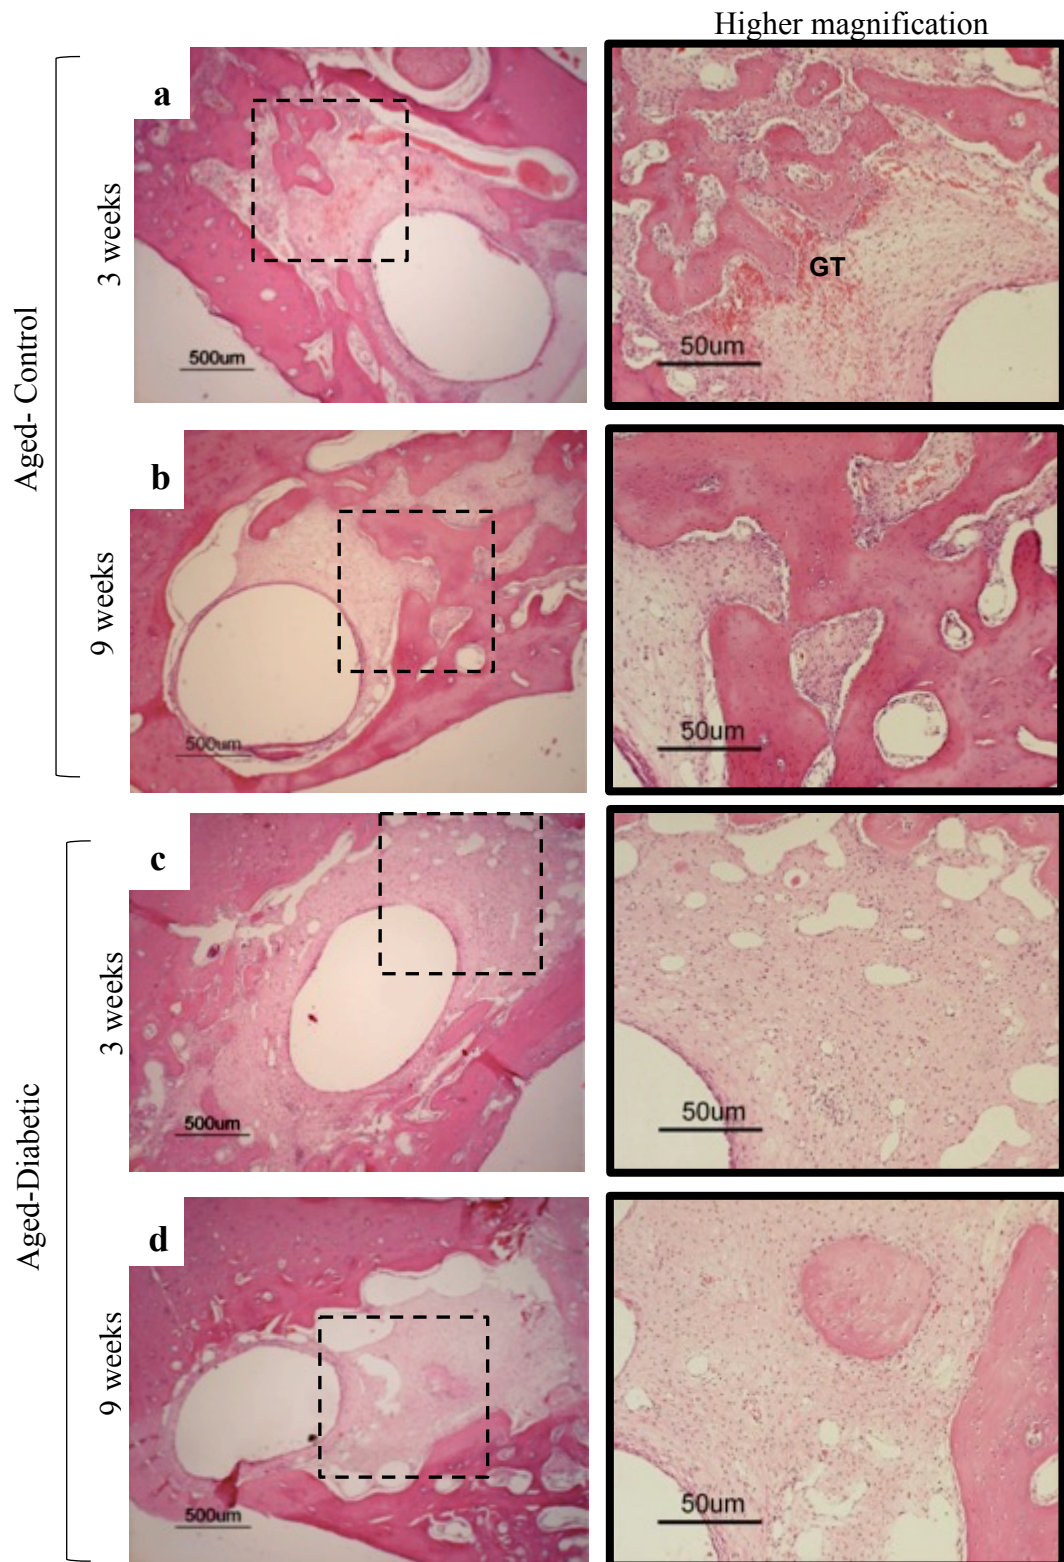 Higher magnification
Aged- Control
3 weeks
a
500um
GT
50um
9 weeks
b
500um
50um
Aged-Diabetic
3 weeks
c
500um
50um
9 weeks
d
500um
50um